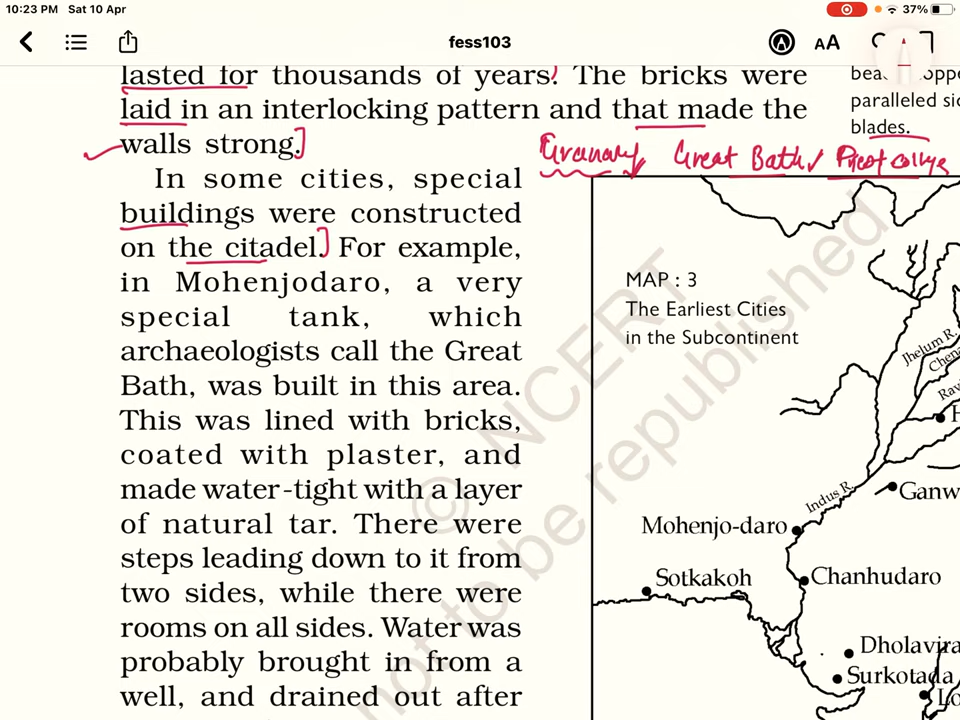 10:23 PM Sat 10 Apr
37%
fess103
AA
lasted for thousands of years. The bricks were
laid in an interlocking pattern and that made the
walls strong.
In some cities, special
buildings were constructed
on the citadel. For example,
in Mohenjodaro, a very
special tank, which
archaeologists call the Great
Bath, was built in this area.
This was lined with bricks,
coated with plaster, and
made water-tight with a layer
of natural tar. There were
steps leading down to it from
two sides, while there were
rooms on all sides. Water was
probably brought in from a
well, and drained out after
paralleled
blades.
Granary Great Bath
MAP : 3
The Earliest Cities
in the Subcontinent
Jhelum R.
Indus R.
Mohenjo-daro
Sotkakoh
Chanhudaro
Dholavira
Surkotada
© NCERT
not to be republished